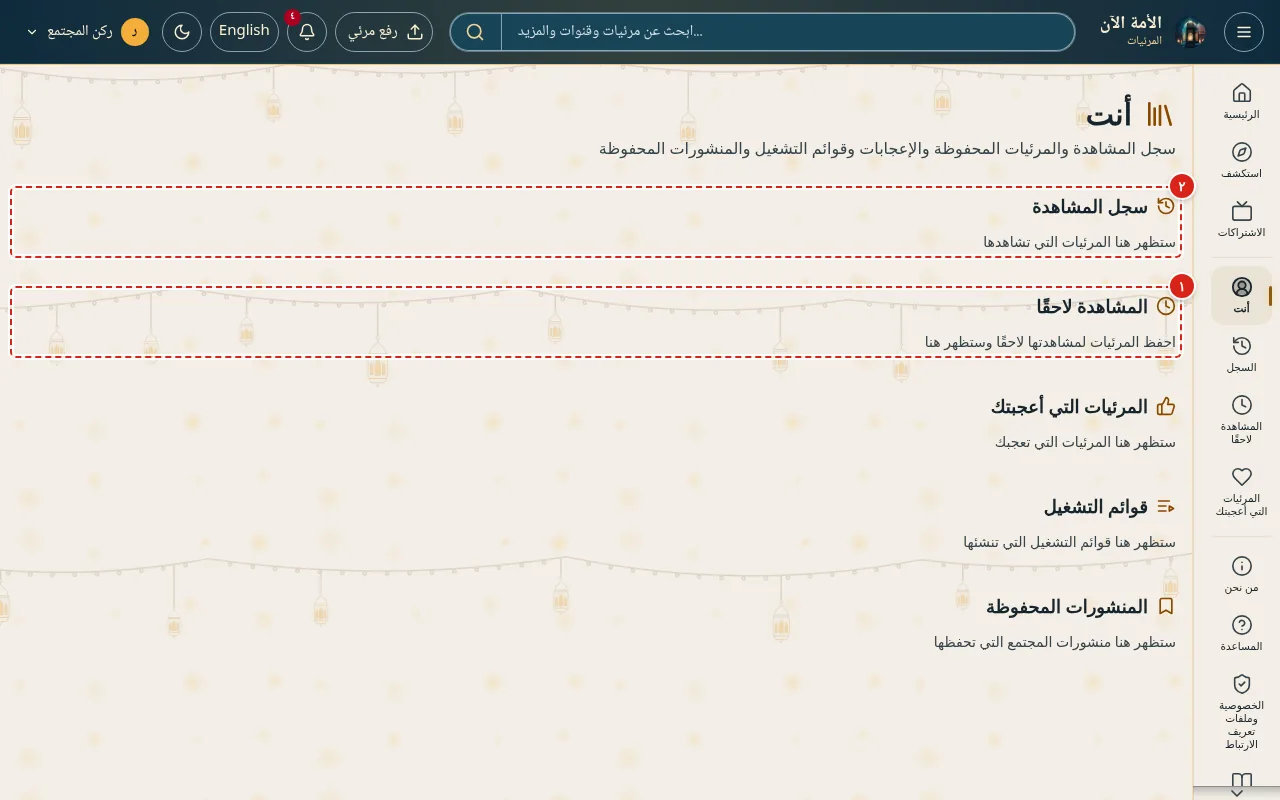 الأمة الآن
المرئيات
ابحث عن مرئيات وقنوات والمزيد...
رفع مرئي
٤
English
ر
ركن المجتمع
الرئيسية
استكشف
الاشتراكات
أنت
السجل
المشاهدة
لاحقًا
المرئيات
التي أعجبتك
من نحن
المساعدة
الخصوصية
وملفات
تعريف
الارتباط
أنت
سجل المشاهدة والمرئيات المحفوظة والإعجابات وقوائم التشغيل والمنشورات المحفوظة
٢
سجل المشاهدة
ستظهر هنا المرئيات التي تشاهدها
١
المشاهدة لاحقًا
احفظ المرئيات لمشاهدتها لاحقًا وستظهر هنا
المرئيات التي أعجبتك
ستظهر هنا المرئيات التي تعجبك
قوائم التشغيل
ستظهر هنا قوائم التشغيل التي تنشئها
المنشورات المحفوظة
ستظهر هنا منشورات المجتمع التي تحفظها